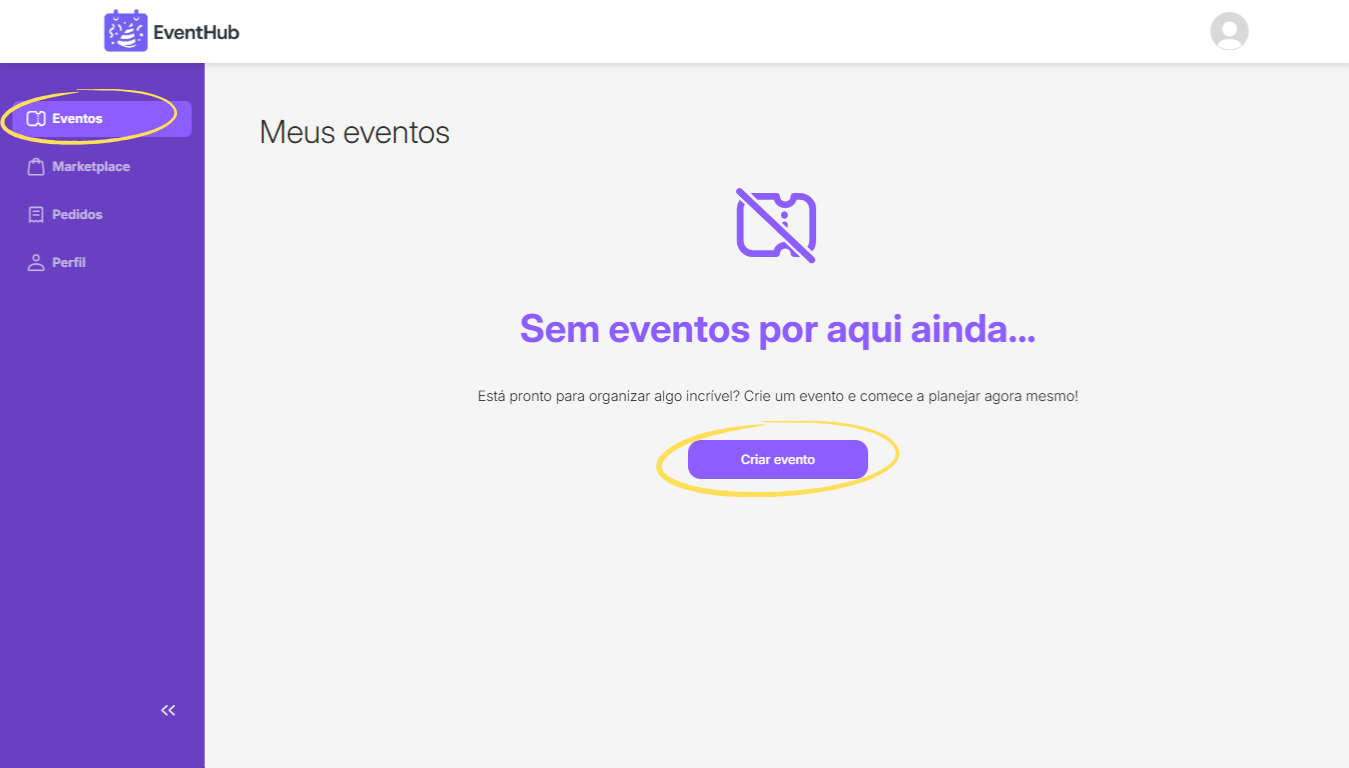 EventHub
Eventos
Marketplace
Pedidos
Perfil
Meus eventos
Sem eventos por aqui ainda...
Está pronto para organizar algo incrível? Crie um evento e comece a planejar agora mesmo!
Criar evento